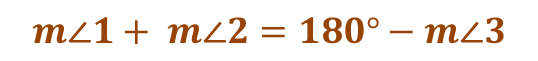 m∠1 + m∠2 = 180° – m∠3